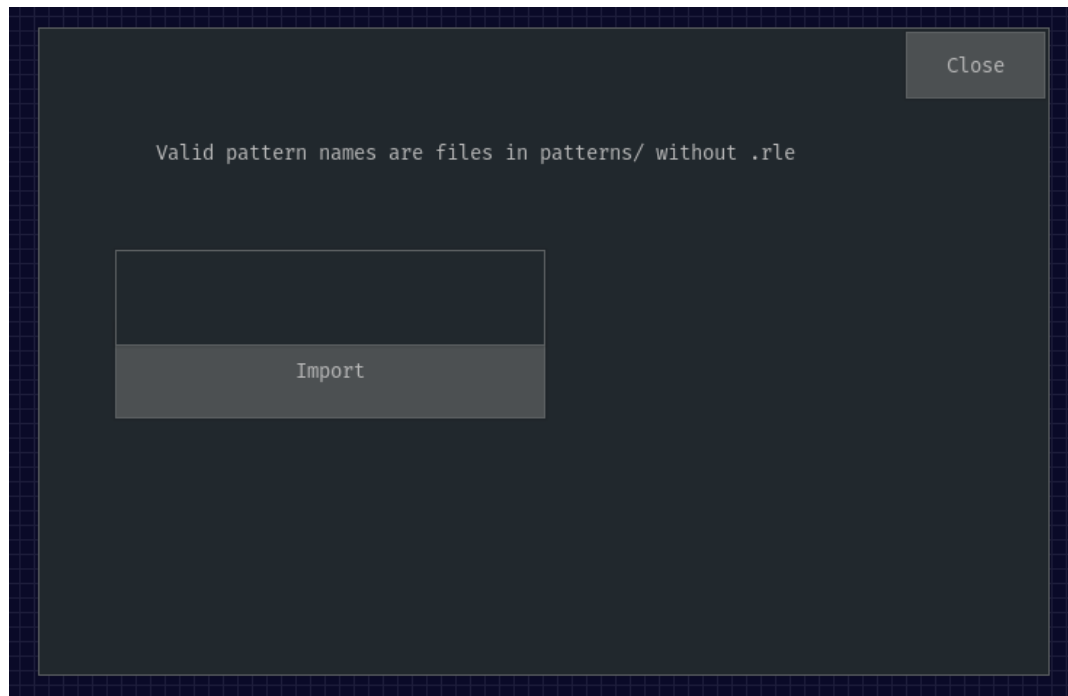 Close
Valid pattern names are files in patterns/ without .rle
Import